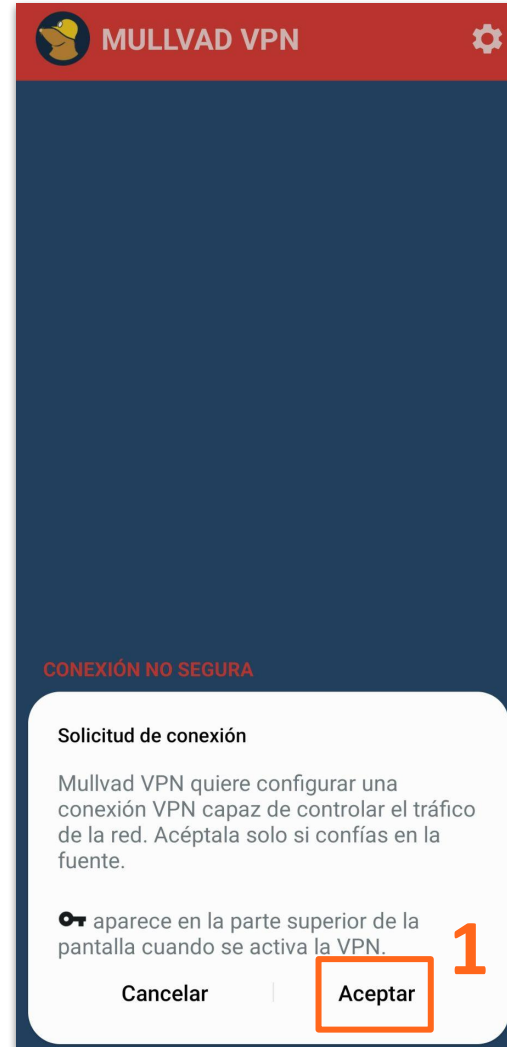 MULLVAD VPN
CONEXIÓN NO SEGURA
Solicitud de conexión
Mullvad VPN quiere configurar una
conexión VPN capaz de controlar el tráfico
de la red. Acéptala solo si confías en la
fuente.
aparece en la parte superior de la
pantalla cuando se activa la VPN.
1
Cancelar Aceptar